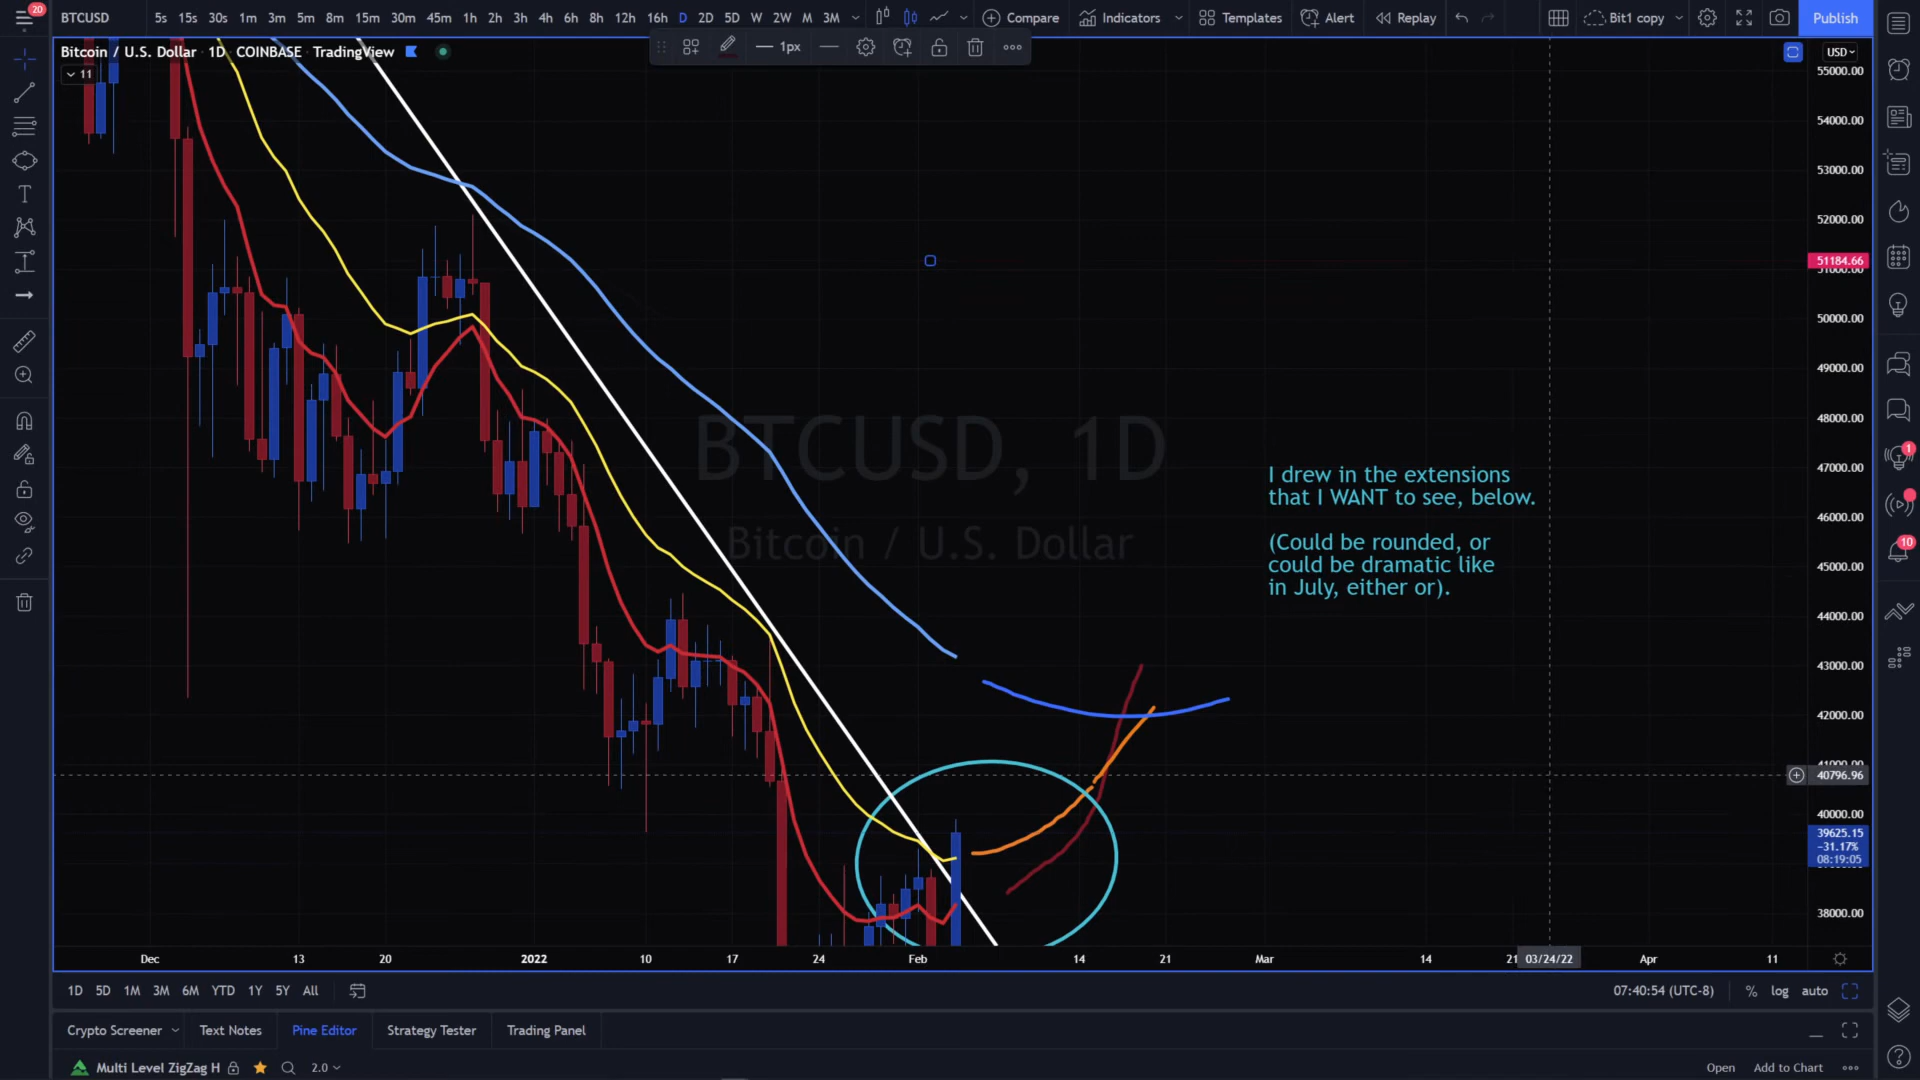 20
BTCUSD
5s 15s 30s 1m 3m 5m 8m 15m 30m 45m 1h 2h 3h 4h 6h 8h 12h 16h D 2D 5D W 2W M 3M
Compare
Indicators
Templates
Alert
Replay
Bit1 copy
Publish
Bitcoin / U.S. Dollar · 1D · COINBASE · TradingView
11
1px
USD
55000.00
54000.00
53000.00
52000.00
51184.66
51000.00
50000.00
49000.00
48000.00
47000.00
46000.00
45000.00
44000.00
43000.00
42000.00
41000.00
40796.96
40000.00
39625.15
−31.17%
08:19:05
38000.00
BTCUSD, 1D
Bitcoin / U.S. Dollar
I drew in the extensions
that I WANT to see, below.
(Could be rounded, or
could be dramatic like
in July, either or).
1
10
Dec 13 20 2022 10 17 24 Feb 14 21 Mar 14 21 03/24/22 Apr 11
1D 5D 1M 3M 6M YTD 1Y 5Y All
07:40:54 (UTC-8)
% log auto
Crypto Screener
Text Notes
Pine Editor
Strategy Tester
Trading Panel
Multi Level ZigZag H
2.0
Open
Add to Chart